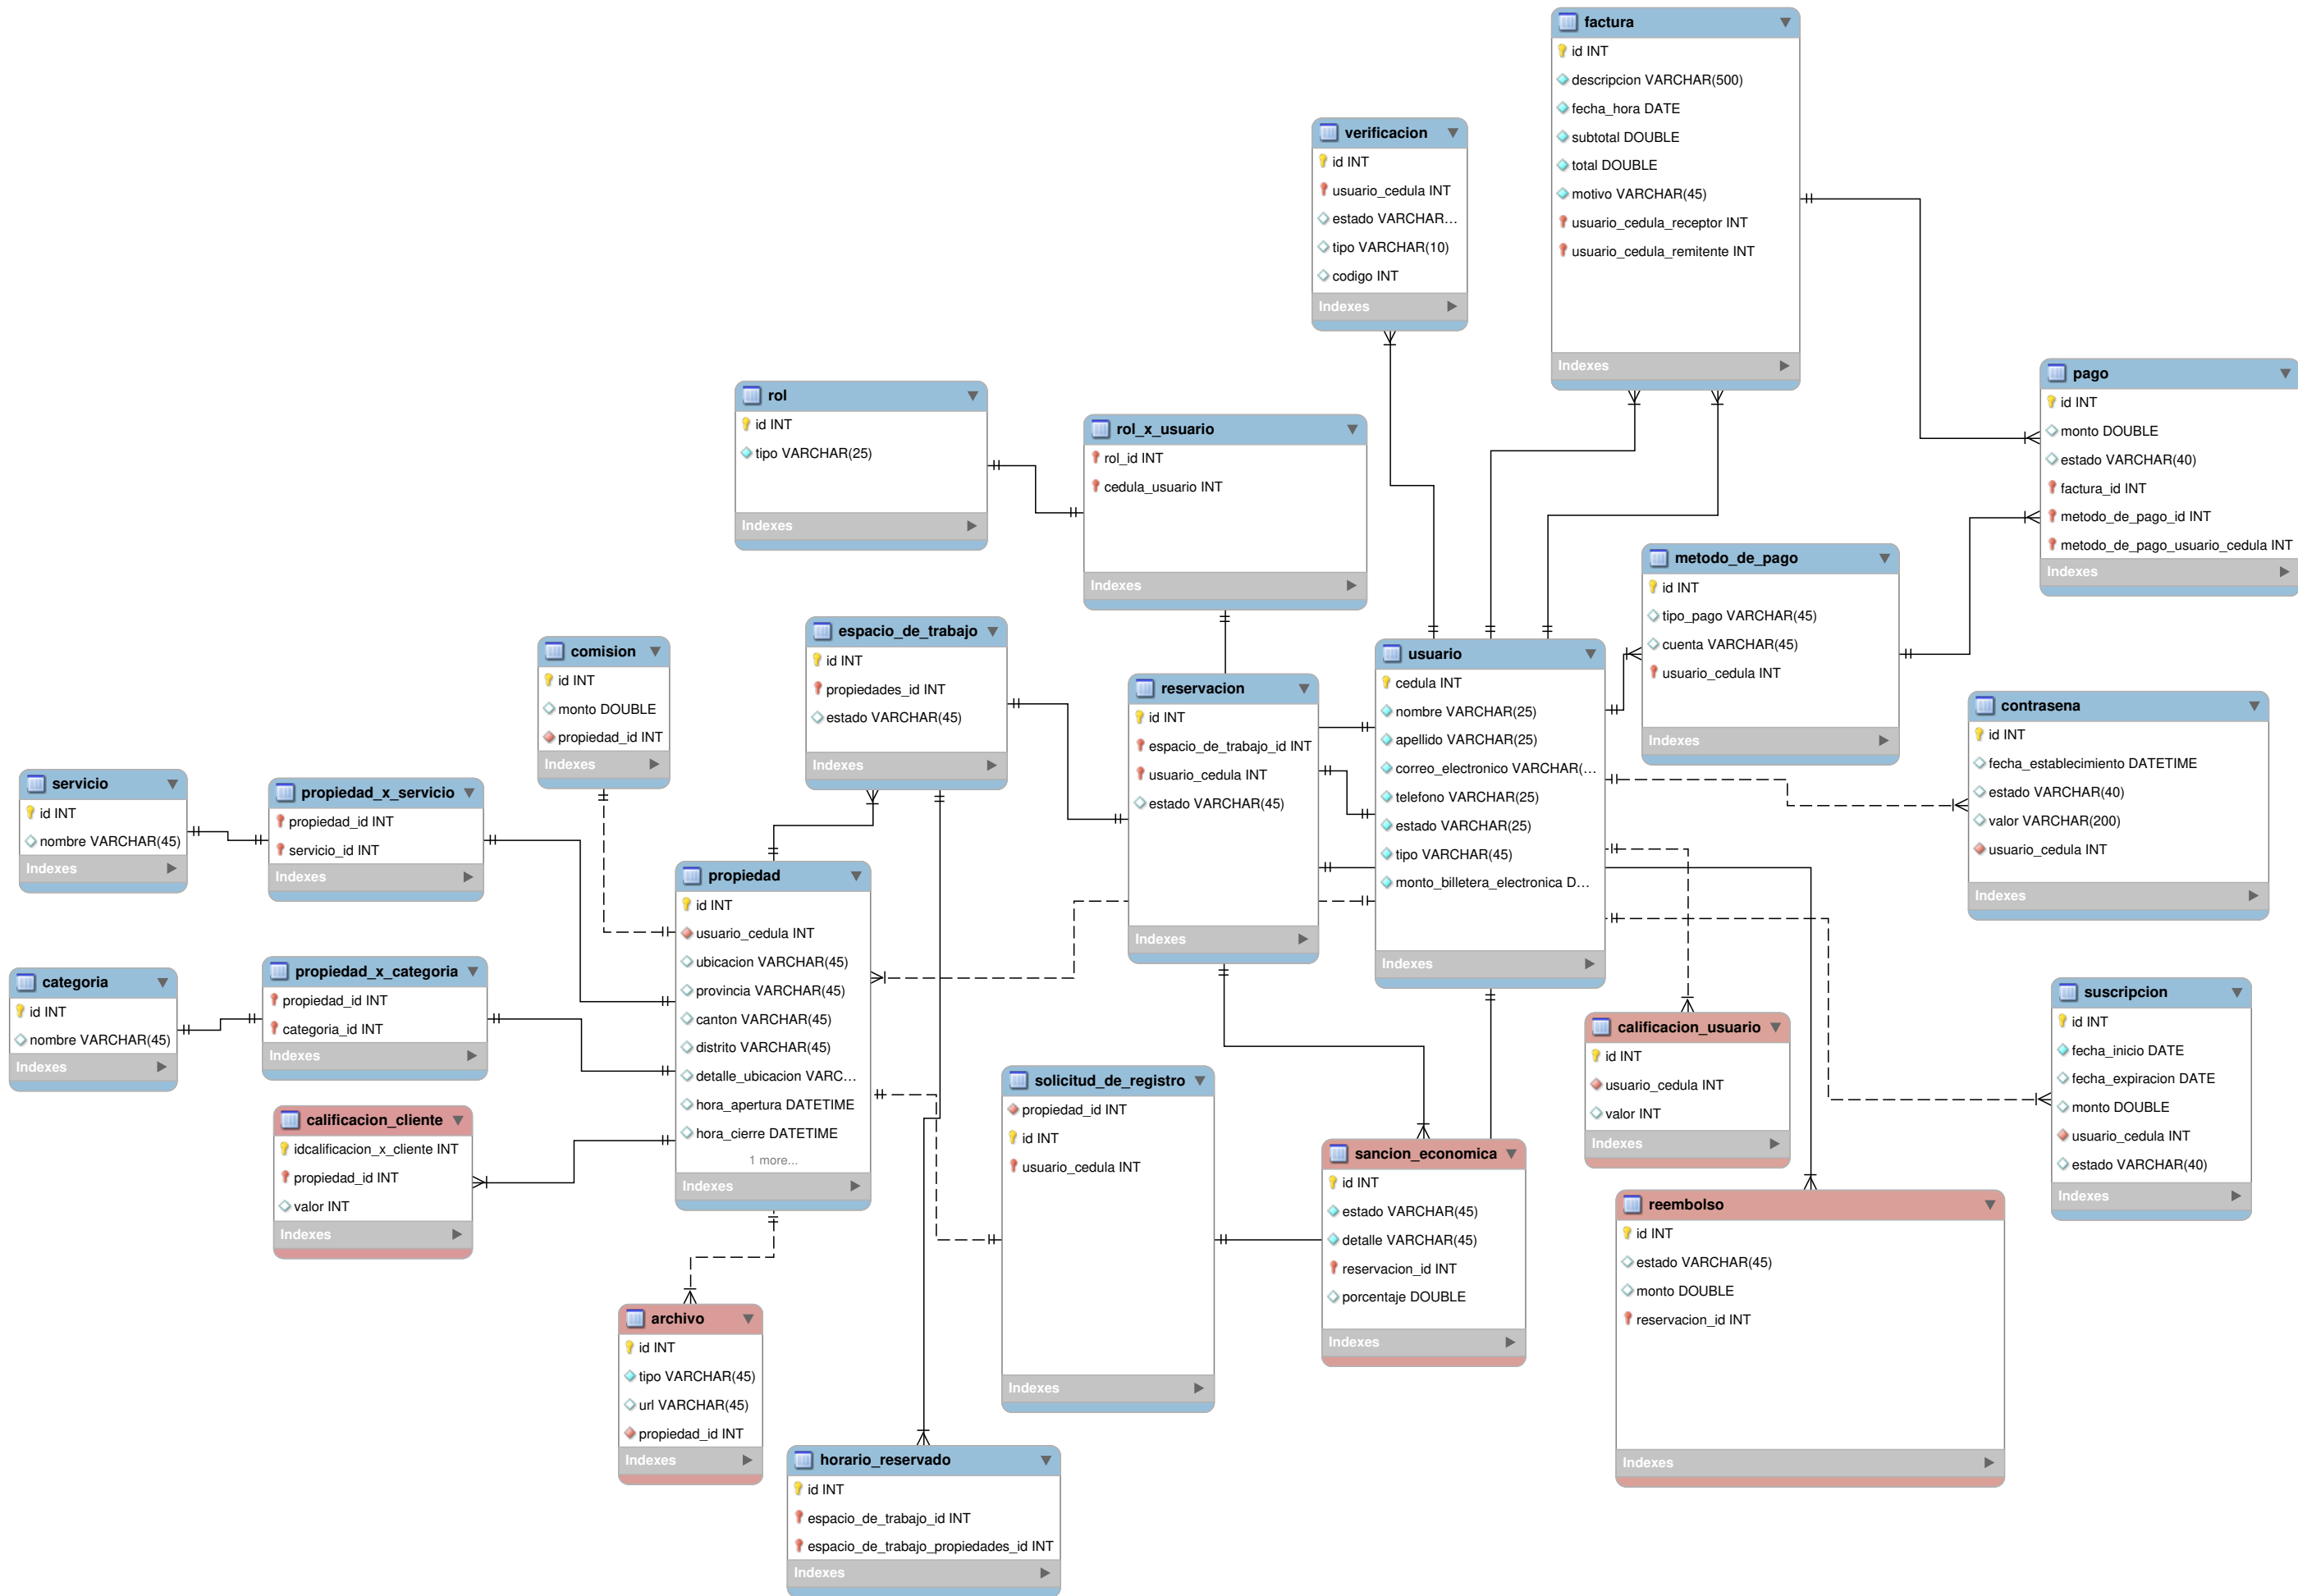 factura
id INT
descripcion VARCHAR(500)
fecha_hora DATE
subtotal DOUBLE
total DOUBLE
motivo VARCHAR(45)
usuario_cedula_receptor INT
usuario_cedula_remitente INT
Indexes
verificacion
id INT
usuario_cedula INT
estado VARCHAR...
tipo VARCHAR(10)
codigo INT
Indexes
pago
id INT
monto DOUBLE
estado VARCHAR(40)
factura_id INT
metodo_de_pago_id INT
metodo_de_pago_usuario_cedula INT
Indexes
rol
id INT
tipo VARCHAR(25)
Indexes
rol_x_usuario
rol_id INT
cedula_usuario INT
Indexes
metodo_de_pago
id INT
tipo_pago VARCHAR(45)
cuenta VARCHAR(45)
usuario_cedula INT
Indexes
espacio_de_trabajo
id INT
propiedades_id INT
estado VARCHAR(45)
Indexes
comision
id INT
monto DOUBLE
propiedad_id INT
Indexes
usuario
cedula INT
nombre VARCHAR(25)
apellido VARCHAR(25)
correo_electronico VARCHAR(...
telefono VARCHAR(25)
estado VARCHAR(25)
tipo VARCHAR(45)
monto_billetera_electronica D...
Indexes
reservacion
id INT
espacio_de_trabajo_id INT
usuario_cedula INT
estado VARCHAR(45)
Indexes
contrasena
id INT
fecha_establecimiento DATETIME
estado VARCHAR(40)
valor VARCHAR(200)
usuario_cedula INT
Indexes
servicio
id INT
nombre VARCHAR(45)
Indexes
propiedad_x_servicio
propiedad_id INT
servicio_id INT
Indexes
propiedad
id INT
usuario_cedula INT
ubicacion VARCHAR(45)
provincia VARCHAR(45)
canton VARCHAR(45)
distrito VARCHAR(45)
detalle_ubicacion VARC...
hora_apertura DATETIME
hora_cierre DATETIME
1 more...
Indexes
categoria
id INT
nombre VARCHAR(45)
Indexes
propiedad_x_categoria
propiedad_id INT
categoria_id INT
Indexes
calificacion_cliente
idcalificacion_x_cliente INT
propiedad_id INT
valor INT
Indexes
solicitud_de_registro
propiedad_id INT
id INT
usuario_cedula INT
Indexes
sancion_economica
id INT
estado VARCHAR(45)
detalle VARCHAR(45)
reservacion_id INT
porcentaje DOUBLE
Indexes
calificacion_usuario
id INT
usuario_cedula INT
valor INT
Indexes
suscripcion
id INT
fecha_inicio DATE
fecha_expiracion DATE
monto DOUBLE
usuario_cedula INT
estado VARCHAR(40)
Indexes
reembolso
id INT
estado VARCHAR(45)
monto DOUBLE
reservacion_id INT
Indexes
archivo
id INT
tipo VARCHAR(45)
url VARCHAR(45)
propiedad_id INT
Indexes
horario_reservado
id INT
espacio_de_trabajo_id INT
espacio_de_trabajo_propiedades_id INT
Indexes